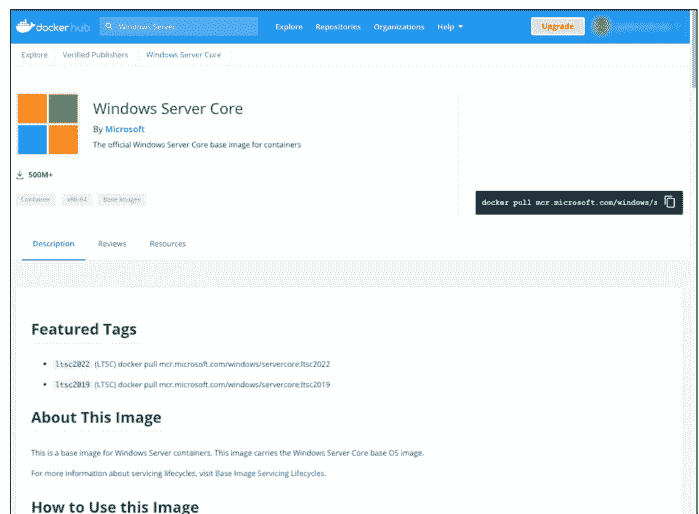 dockerhub
Windows Server
Explore Repositories Organizations Help
Upgrade
Explore Verified Publishers Windows Server Core
Windows Server Core
By Microsoft
The official Windows Server Core base image for containers
500M+
Container x86-64 Base Images
docker pull mcr.microsoft.com/windows/s
Description Reviews Resources
Featured Tags
ltsc2022 (LTSC) docker pull mcr.microsoft.com/windows/servercore:ltsc2022
ltsc2019 (LTSC) docker pull mcr.microsoft.com/windows/servercore:ltsc2019
About This Image
This is a base image for Windows Server containers. This image carries the Windows Server Core base OS image.
For more information about servicing lifecycles, visit Base Image Servicing Lifecycles.
How to Use this Image